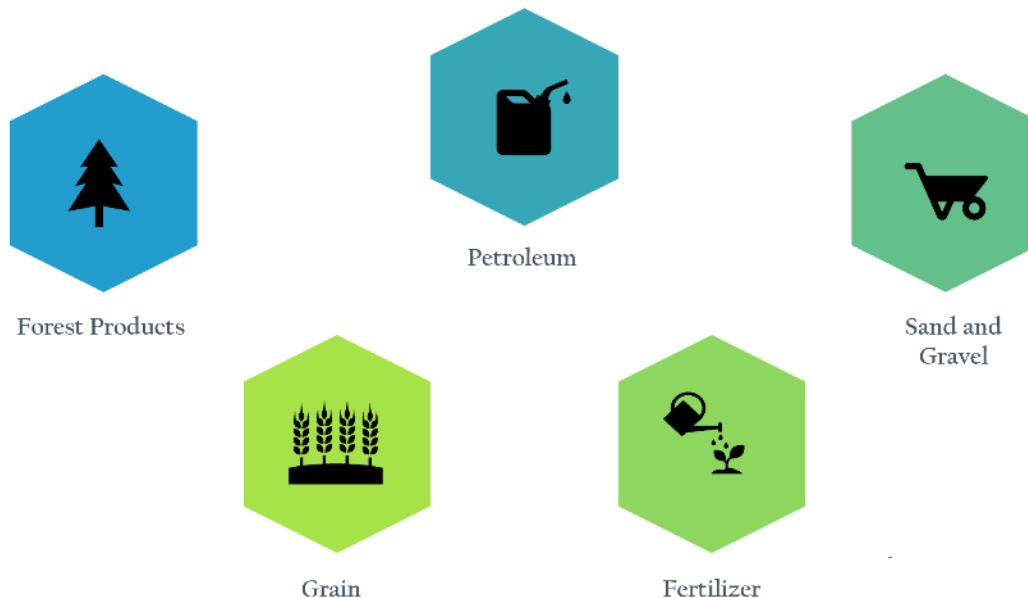 Petroleum
Forest Products
Sand and
Gravel
Grain
Fertilizer